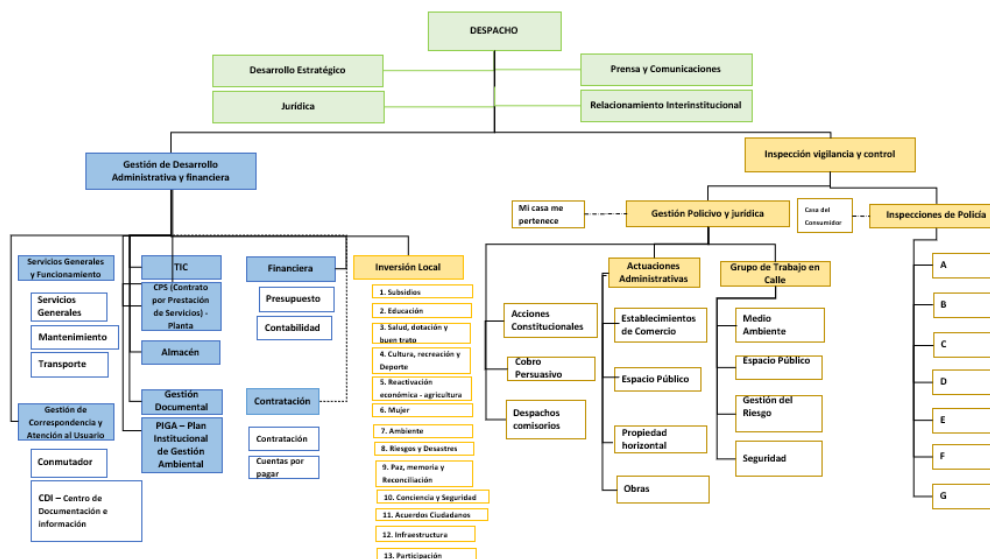 DESPACHO
Desarrollo Estratégico
Prensa y Comunicaciones
Jurídica
Relacionamiento Interinstitucional
Gestión de Desarrollo
Administrativa y financiera
Inspección vigilancia y control
Mi casa me
pertenece
Gestión Policivo y jurídica
Casa del
Consumidor
Inspecciones de Policía
Servicios Generales
y Funcionamiento
Servicios
Generales
Mantenimiento
Transporte
Gestión de
Correspondencia y
Atención al Usuario
Conmutador
CDI – Centro de
Documentación e
información
TIC
CPS (Contrato
por Prestación
de Servicios) -
Planta
Almacén
Gestión
Documental
PIGA – Plan
Institucional
de Gestión
Ambiental
Financiera
Presupuesto
Contabilidad
Contratación
Contratación
Cuentas por
pagar
Inversión Local
1. Subsidios
2. Educación
3. Salud, dotación y
buen trato
4. Cultura, recreación y
Deporte
5. Reactivación
económica - agricultura
6. Mujer
7. Ambiente
8. Riesgos y Desastres
9. Paz, memoria y
Reconciliación
10. Conciencia y Seguridad
11. Acuerdos Ciudadanos
12. Infraestructura
13. Participación
Acciones
Constitucionales
Cobro
Persuasivo
Despachos
comisorios
Actuaciones
Administrativas
Establecimientos
de Comercio
Espacio Público
Propiedad
horizontal
Obras
Grupo de Trabajo en
Calle
Medio
Ambiente
Espacio Público
Gestión del
Riesgo
Seguridad
A
B
C
D
E
F
G